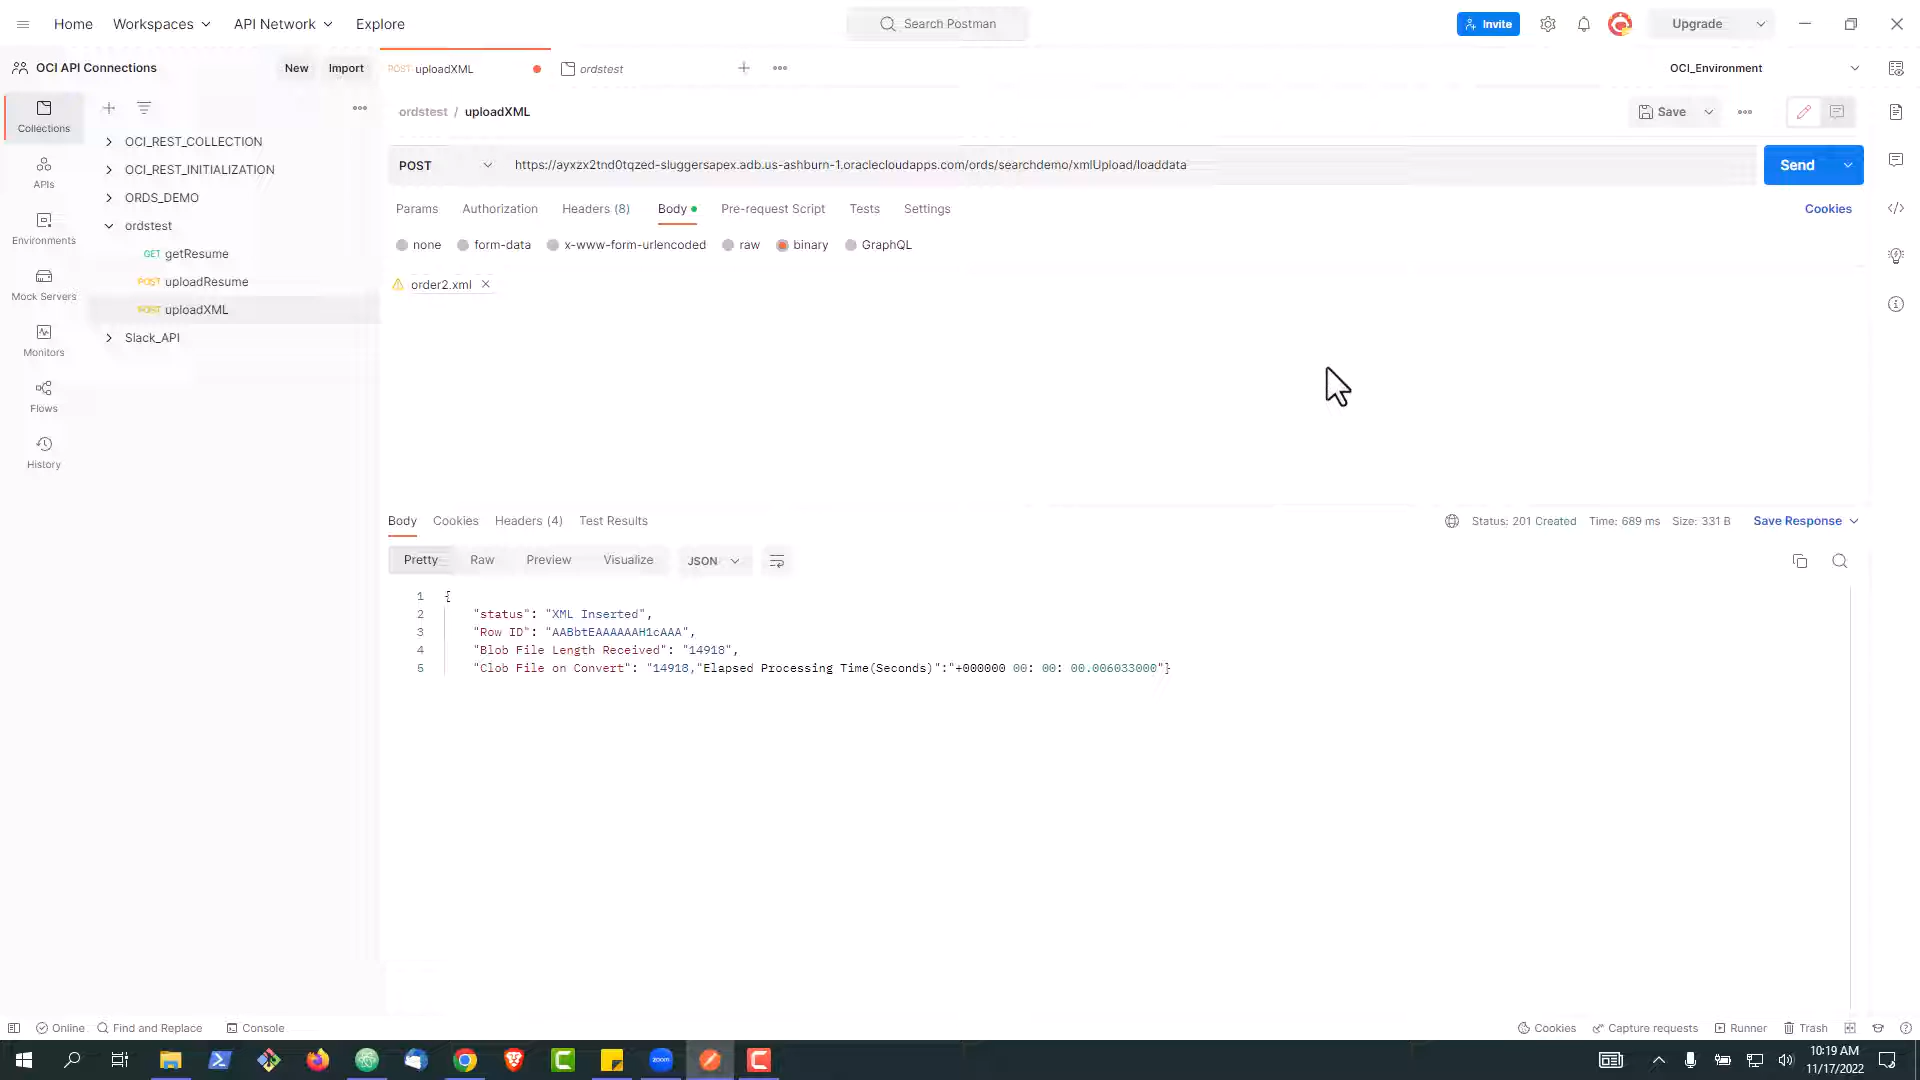 Home Workspaces API Network Explore Search Postman Invite Upgrade
OCI API Connections New Import POST uploadXML ordstest OCI_Environment
Collections
APIs
Environments
Mock Servers
Monitors
Flows
History
OCI_REST_COLLECTION
OCI_REST_INITIALIZATION
ORDS_DEMO
ordstest
GET getResume
POST uploadResume
POST uploadXML
Slack_API
ordstest / uploadXML Save
POST https://ayxzx2tnd0tqzed-sluggersapex.adb.us-ashburn-1.oraclecloudapps.com/ords/searchdemo/xmlUpload/loaddata Send
Params Authorization Headers (8) Body Pre-request Script Tests Settings Cookies
none form-data x-www-form-urlencoded raw binary GraphQL
order2.xml
Body Cookies Headers (4) Test Results Status: 201 Created Time: 689 ms Size: 331 B Save Response
Pretty Raw Preview Visualize JSON
1 {
2 "status": "XML Inserted",
3 "Row ID": "AABbtEAAAAAAH1cAAA",
4 "Blob File Length Received": "14918",
5 "Clob File on Convert": "14918,"Elapsed Processing Time(Seconds)":"+000000 00: 00: 00.006033000"}
Online Find and Replace Console Cookies Capture requests Runner Trash
zoom
10:19 AM
11/17/2022